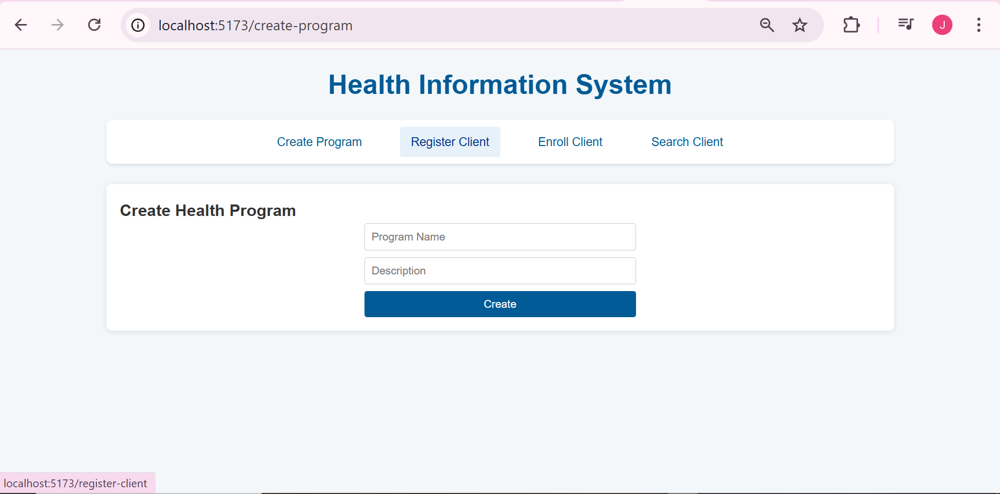 localhost:5173/create-program
J
Health Information System
Create Program Register Client Enroll Client Search Client
Create Health Program
Program Name
Description
Create
localhost:5173/register-client